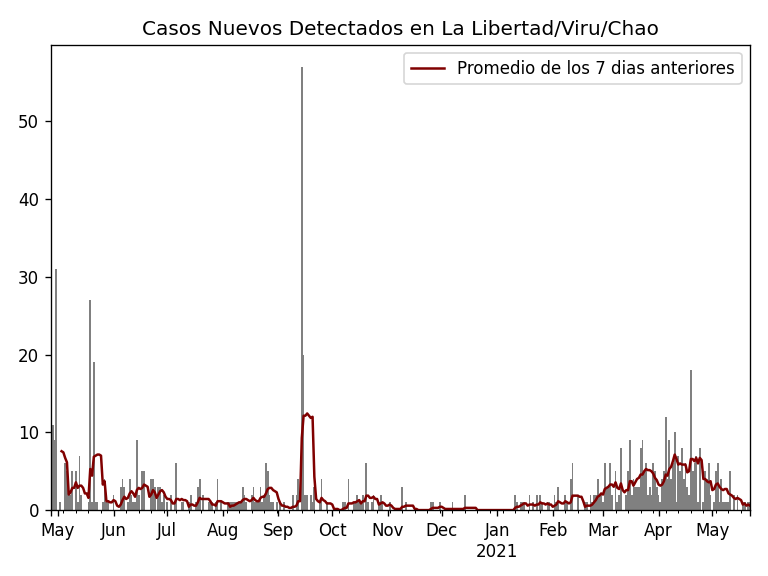 Casos Nuevos Detectados en La Libertad/Viru/Chao
Promedio de los 7 dias anteriores
50
40
30
20
10
0
May Jun Jul Aug Sep Oct Nov Dec Jan Feb Mar Apr May
2021